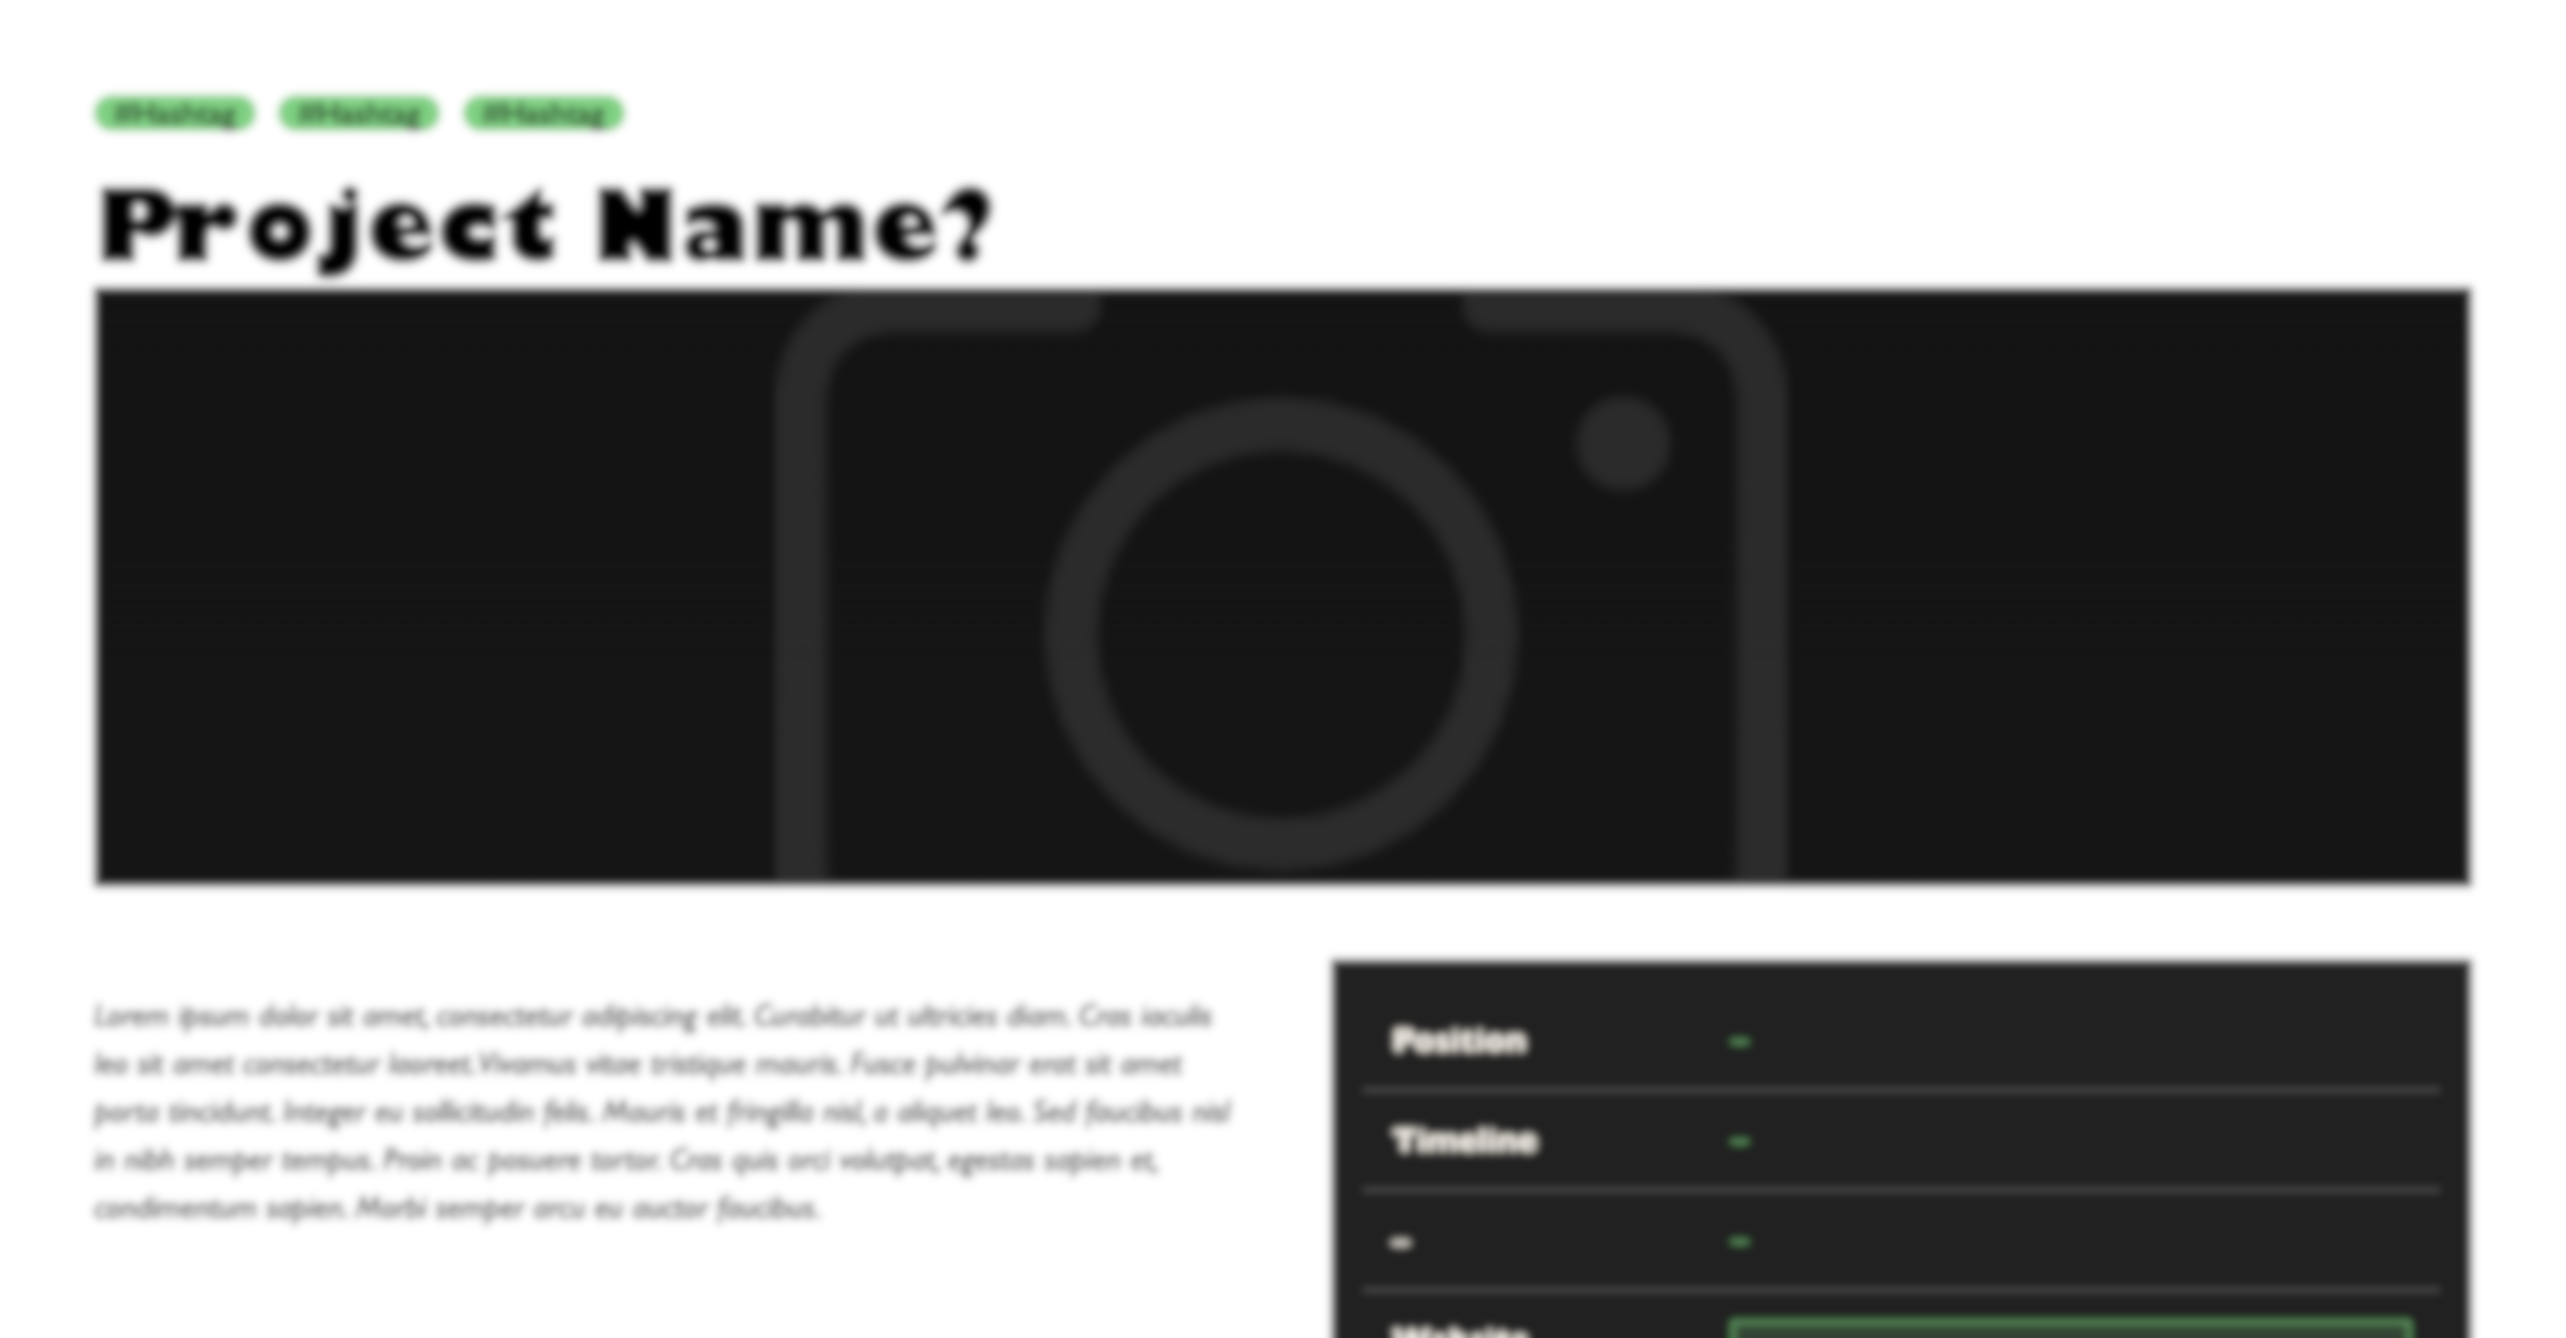 #Hashtag #Hashtag #Hashtag
Project Name?
Lorem ipsum dolor sit amet, consectetur adipiscing elit. Curabitur ut ultricies diam. Cras iaculis
leo sit amet consectetur laoreet. Vivamus vitae tristique mauris. Fusce pulvinar erat sit amet
porta tincidunt. Integer eu sollicitudin felis. Mauris et fringilla nisl, a aliquet leo. Sed faucibus nisl
in nibh semper tempus. Proin ac posuere tortor. Cras quis orci volutpat, egestas sapien et,
condimentum sapien. Morbi semper arcu eu auctor faucibus.
Position -
Timeline -
- -
Website